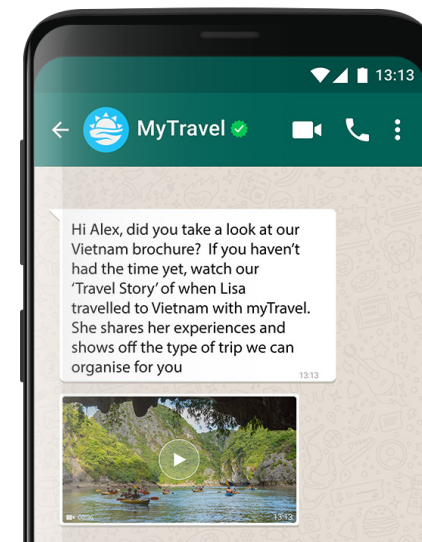 13:13
MyTravel
Hi Alex, did you take a look at our
Vietnam brochure? If you haven't
had the time yet, watch our
‘Travel Story’ of when Lisa
travelled to Vietnam with myTravel.
She shares her experiences and
shows off the type of trip we can
organise for you
13:13
13:13